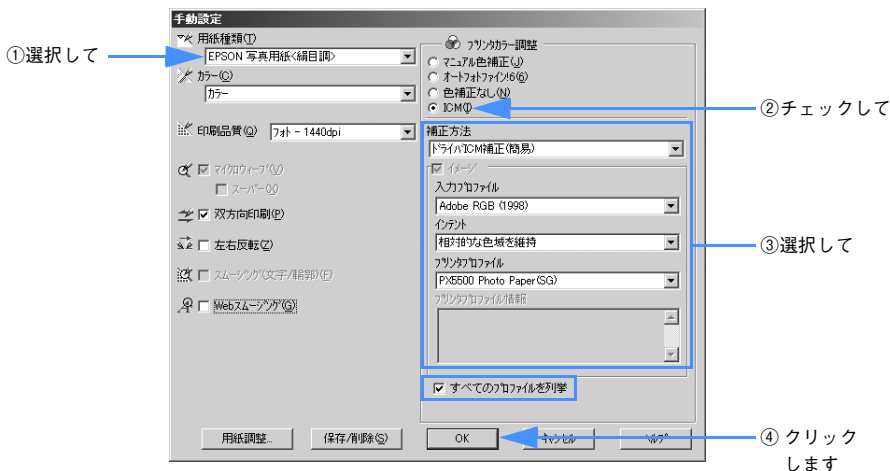 手動設定
①選択して
用紙種類(T)
EPSON 写真用紙<絹目調>
カラー(C)
カラー
印刷品質(Q)
フォト - 1440dpi
マイクロウィーブ(V)
スーパー(X)
双方向印刷(P)
左右反転(Z)
スムージング(文字/輪郭)(F)
Webスムージング(G)
プリンタカラー調整
マニュアル色補正(J)
オートフォトファイン!6(6)
色補正なし(N)
ICM(I)
②チェックして
補正方法
ドライバICM補正(簡易)
イメージ
入力プロファイル
Adobe RGB (1998)
インテント
相対的な色域を維持
③選択して
プリンタプロファイル
PX5500 Photo Paper(SG)
プリンタプロファイル情報
すべてのプロファイルを列挙
用紙調整...
保存/削除(S)
OK
キャンセル
ヘルプ
④ クリック
します